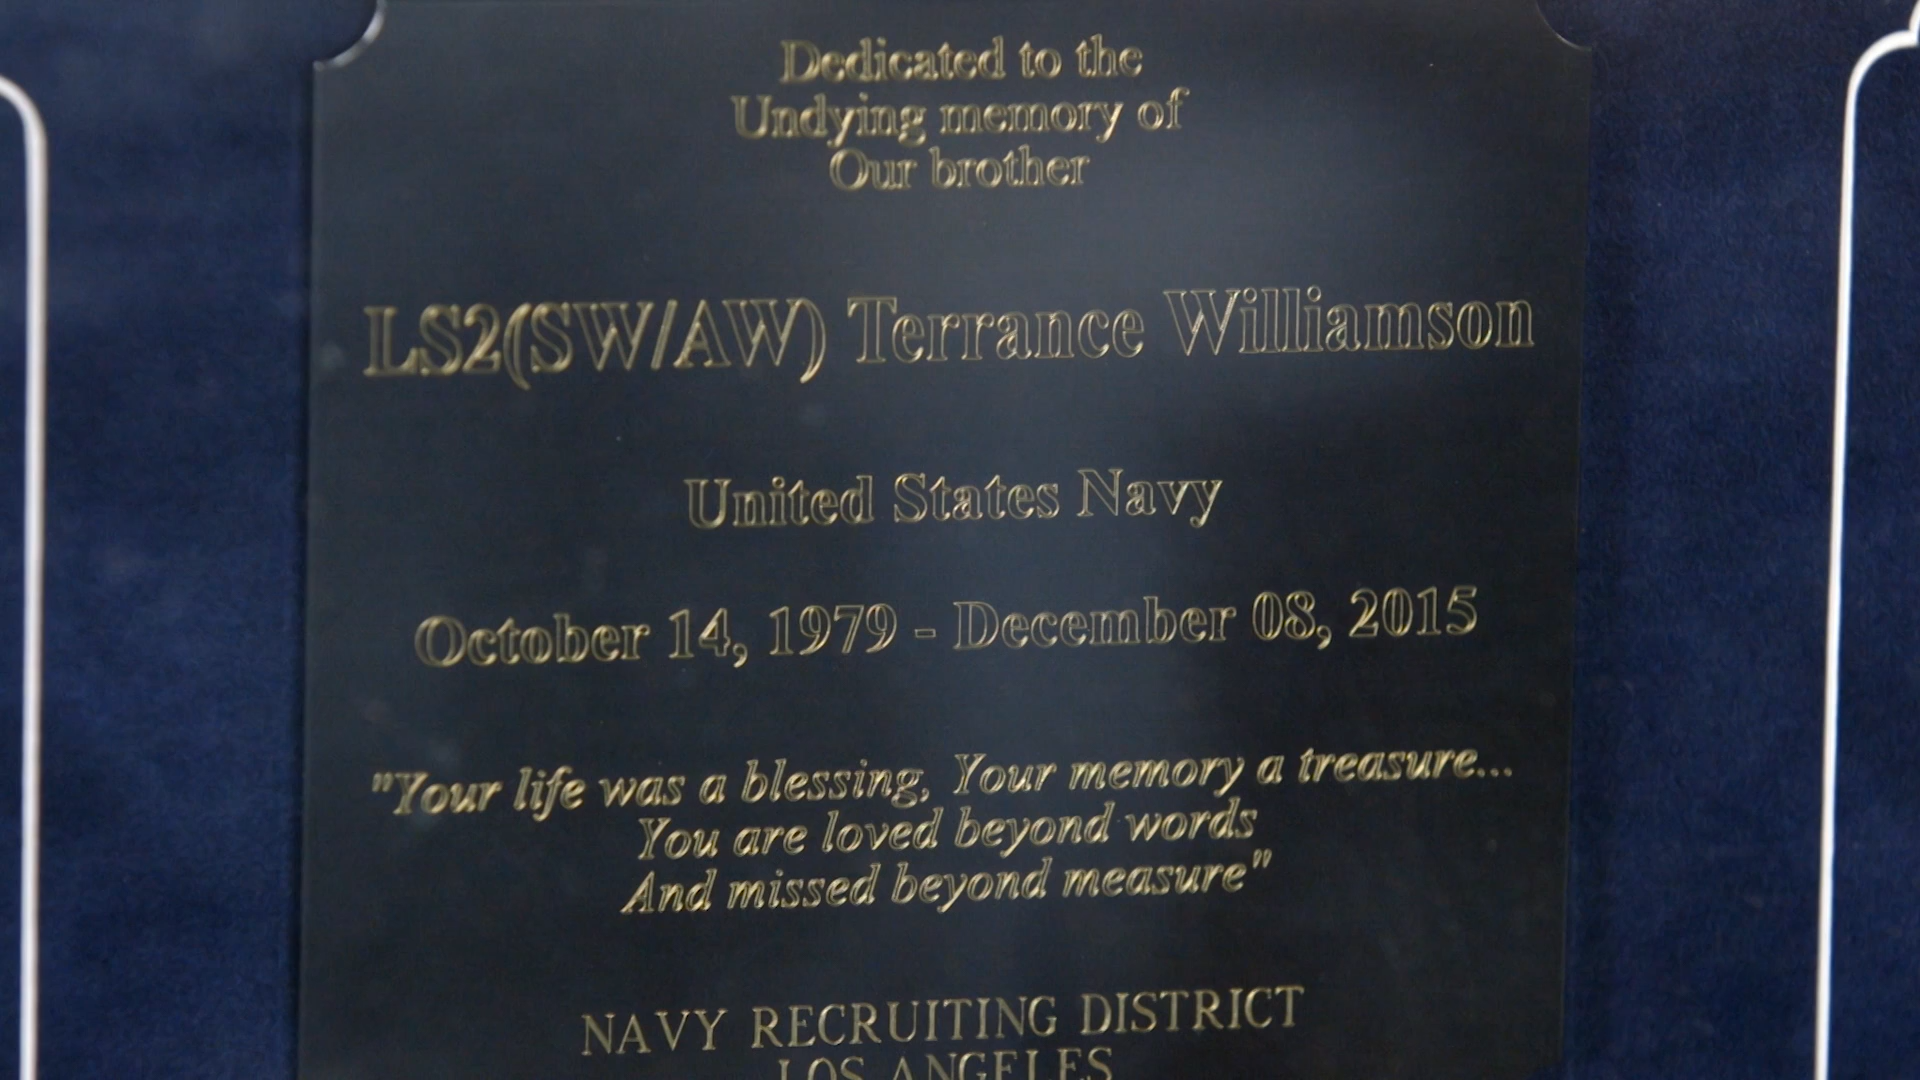 Dedicated to the
Undying memory of
Our brother
LS2(SW/AW) Terrance Williamson
United States Navy
October 14, 1979 - December 08, 2015
"Your life was a blessing, Your memory a treasure...
You are loved beyond words
And missed beyond measure"
NAVY RECRUITING DISTRICT
LOS ANGELES